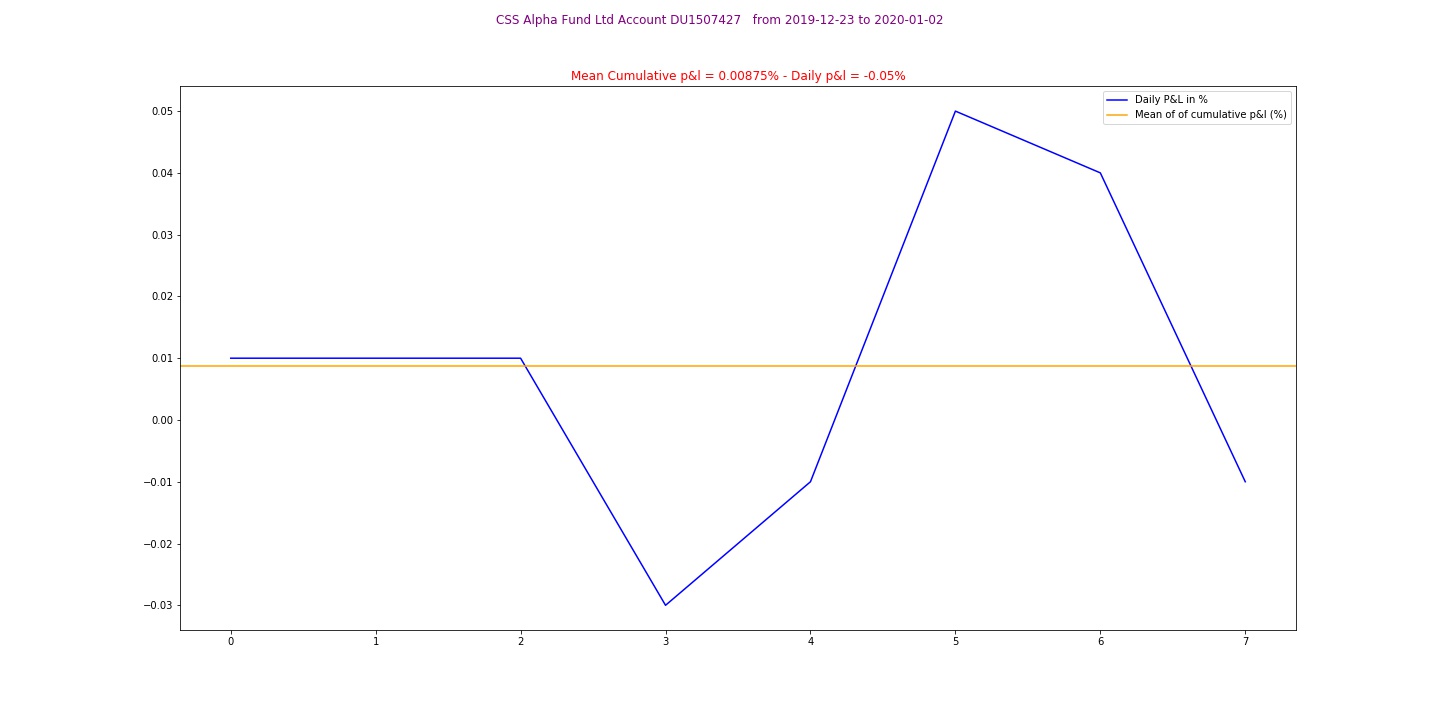 CSS Alpha Fund Ltd Account DU1507427   from 2019-12-23 to 2020-01-02
Mean Cumulative p&l = 0.00875% - Daily p&l = -0.05%
Daily P&L in %
Mean of of cumulative p&l (%)
0.05
0.04
0.03
0.02
0.01
0.00
−0.01
−0.02
−0.03
0 1 2 3 4 5 6 7